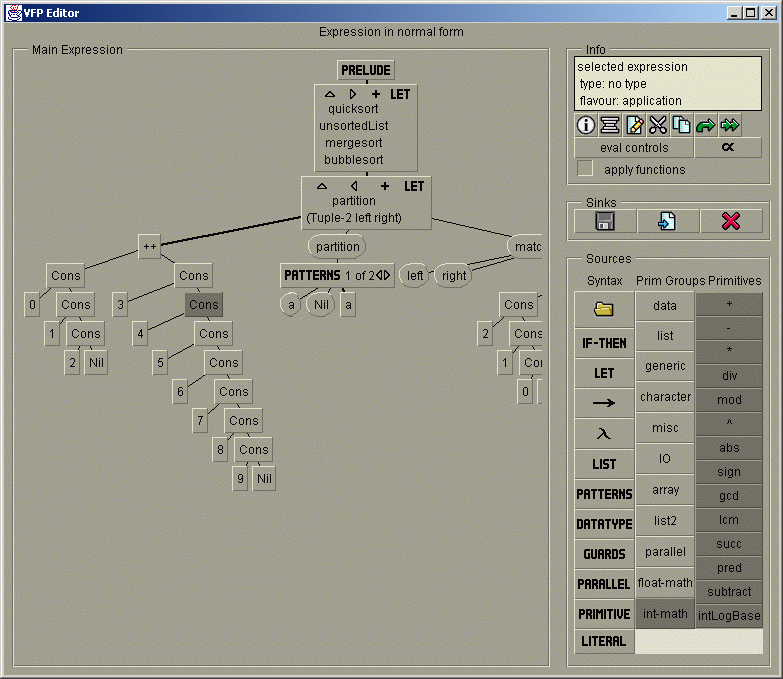 VFP Editor
Expression in normal form
Main Expression
PRELUDE
LET
quicksort
unsortedList
mergesort
bubblesort
LET
partition
(Tuple-2 left right)
++
partition
matc
Cons
Cons
PATTERNS 1 of 2
left
right
0
Cons
3
Cons
a
Nil
a
Cons
1
Cons
4
Cons
2
Cons
2
Nil
5
Cons
1
Co
6
Cons
0
7
Cons
8
Cons
9
Nil
Info
selected expression
type: no type
flavour: application
eval controls
α
apply functions
Sinks
Sources
Syntax Prim Groups Primitives
IF-THEN
LET
→
λ
LIST
PATTERNS
DATATYPE
GUARDS
PARALLEL
PRIMITIVE
LITERAL
data
list
generic
character
misc
IO
array
list2
parallel
float-math
int-math
+
-
*
div
mod
^
abs
sign
gcd
lcm
succ
pred
subtract
intLogBase